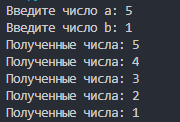 Введите число a: 5
Введите число b: 1
Полученные числа: 5
Полученные числа: 4
Полученные числа: 3
Полученные числа: 2
Полученные числа: 1